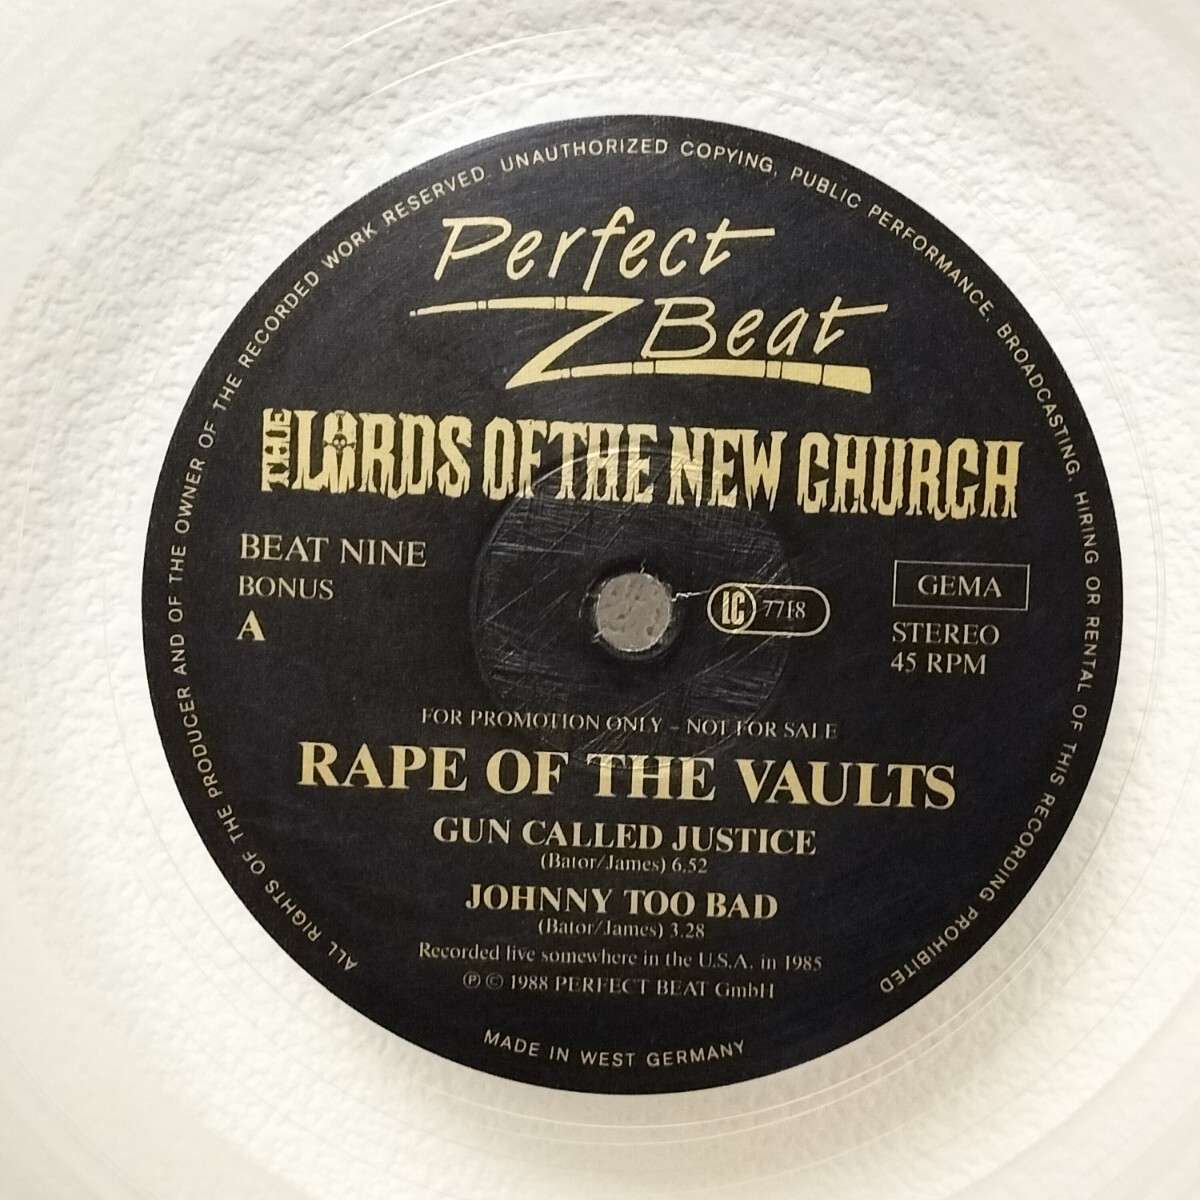 ALL RIGHTS OF THE PRODUCER AND OF THE OWNER OF THE RECORDED WORK RESERVED. UNAUTHORIZED COPYING, PUBLIC PERFORMANCE, BROADCASTING, HIRING OR RENTAL OF THIS RECORDING PROHIBITED
Perfect
Beat
THE LORDS OF THE NEW CHURCH
BEAT NINE
BONUS
A
LC 7718
GEMA
STEREO
45 RPM
FOR PROMOTION ONLY - NOT FOR SALE
RAPE OF THE VAULTS
GUN CALLED JUSTICE
(Bator/James) 6.52
JOHNNY TOO BAD
(Bator/James) 3.28
Recorded live somewhere in the U.S.A. in 1985
℗ © 1988 PERFECT BEAT GmbH
MADE IN WEST GERMANY